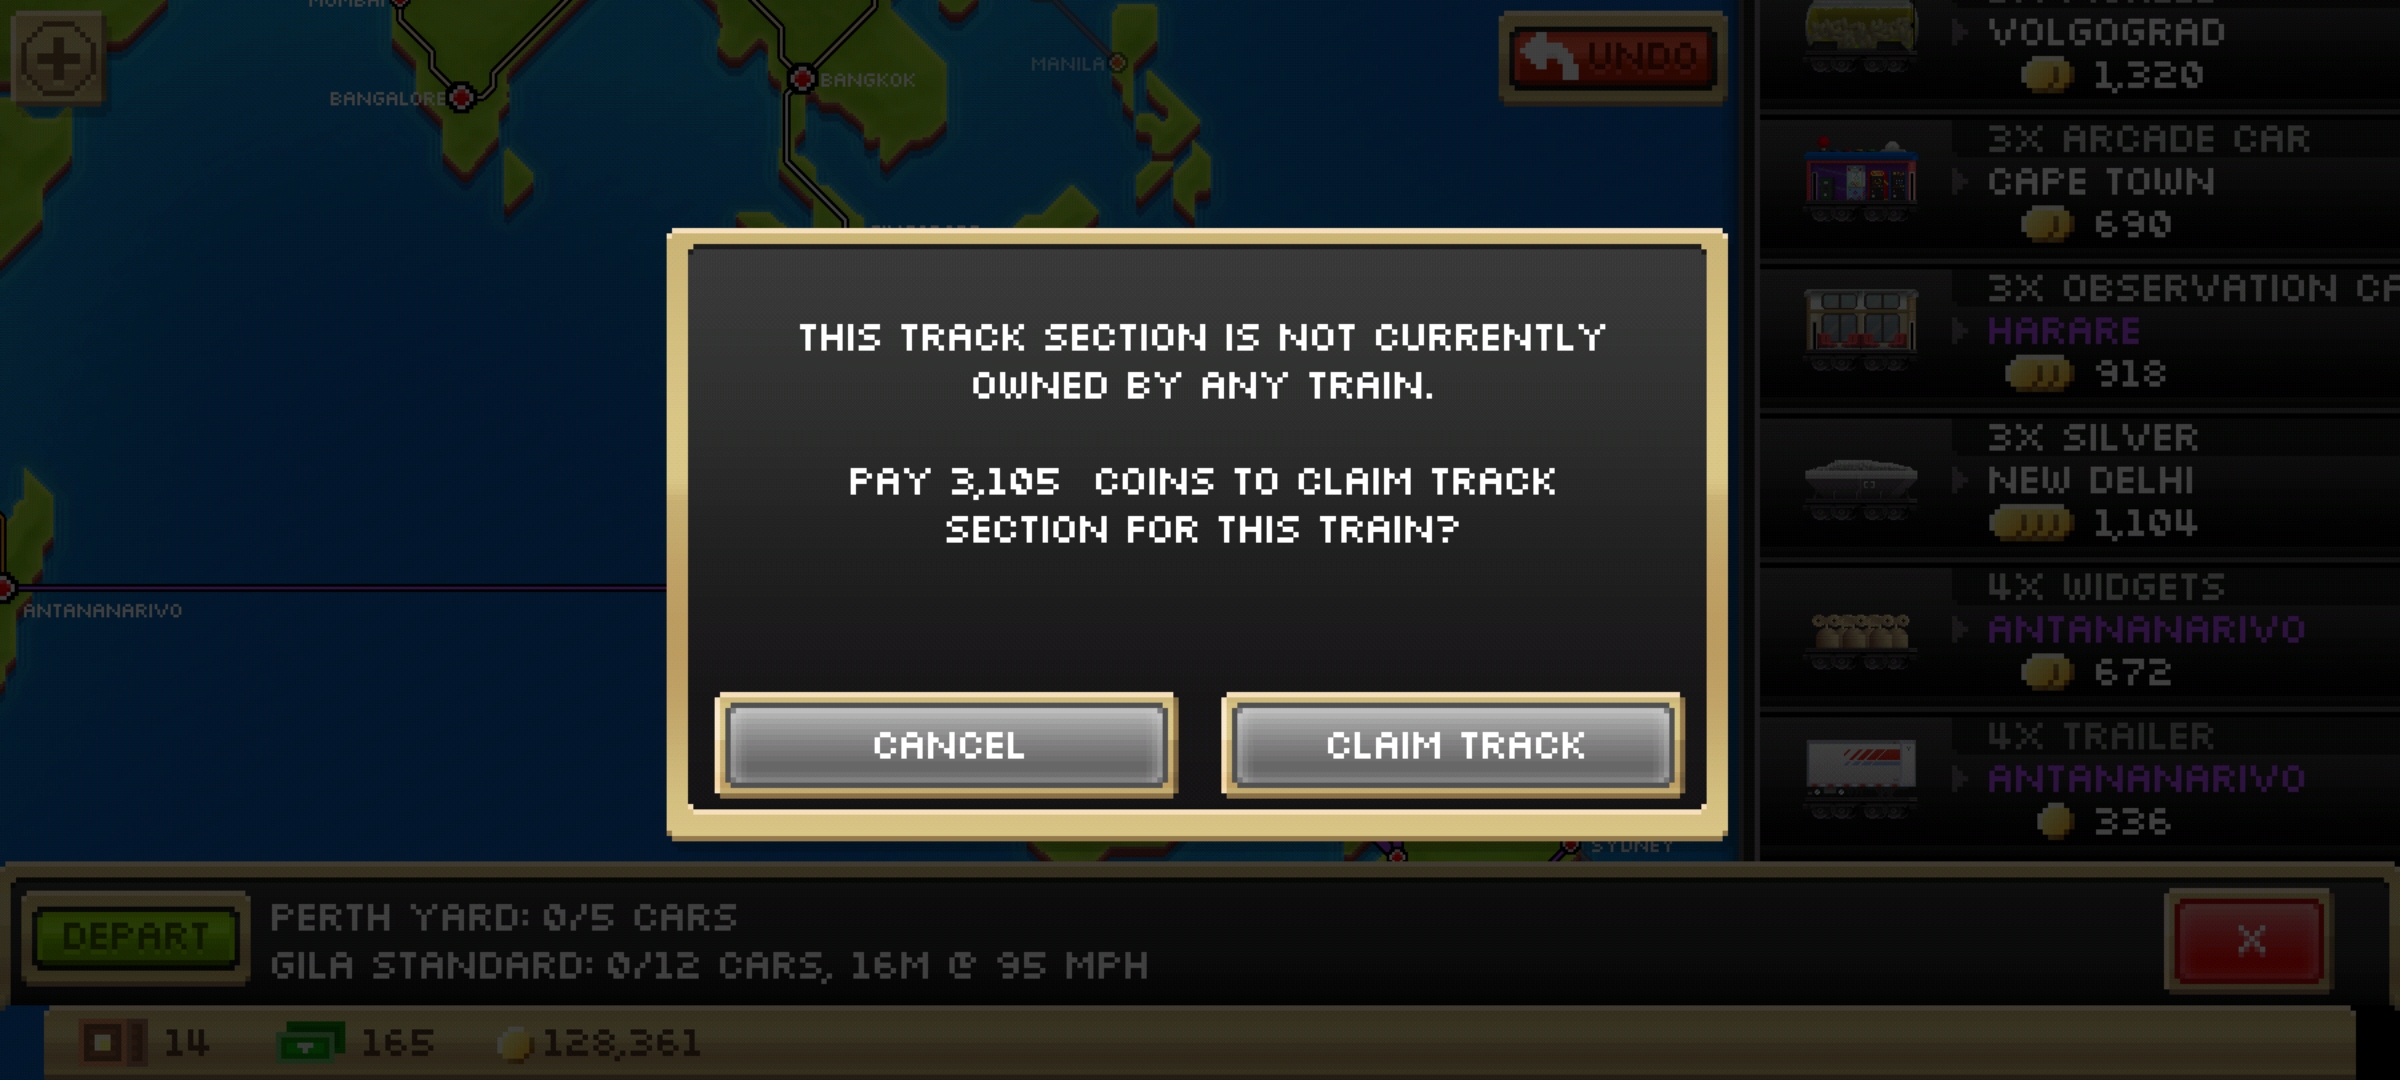 MUMBAI
BANGALORE
BANGKOK
MANILA
UNDO
VOLGOGRAD
1,320
3X ARCADE CAR
CAPE TOWN
690
3X OBSERVATION CA
HARARE
918
3X SILVER
NEW DELHI
1,104
4X WIDGETS
ANTANANARIVO
672
4X TRAILER
ANTANANARIVO
336
THIS TRACK SECTION IS NOT CURRENTLY
OWNED BY ANY TRAIN.
PAY 3,105 COINS TO CLAIM TRACK
SECTION FOR THIS TRAIN?
CANCEL
CLAIM TRACK
ANTANANARIVO
SYDNEY
DEPART
PERTH YARD: 0/5 CARS
GILA STANDARD: 0/12 CARS, 16M @ 95 MPH
X
14
165
128,361